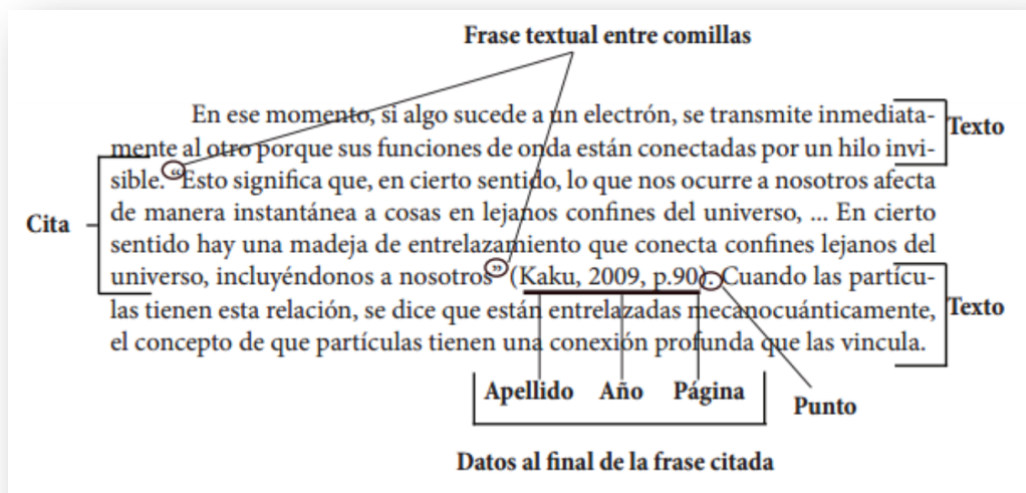 Frase textual entre comillas
En ese momento, si algo sucede a un electrón, se transmite inmediata-
mente al otro porque sus funciones de onda están conectadas por un hilo invi-
sible. “Esto significa que, en cierto sentido, lo que nos ocurre a nosotros afecta
de manera instantánea a cosas en lejanos confines del universo, ... En cierto
sentido hay una madeja de entrelazamiento que conecta confines lejanos del
universo, incluyéndonos a nosotros” (Kaku, 2009, p.90). Cuando las partícu-
las tienen esta relación, se dice que están entrelazadas mecanocuánticamente,
el concepto de que partículas tienen una conexión profunda que las vincula.
Texto
Cita
Texto
Apellido Año Página
Punto
Datos al final de la frase citada